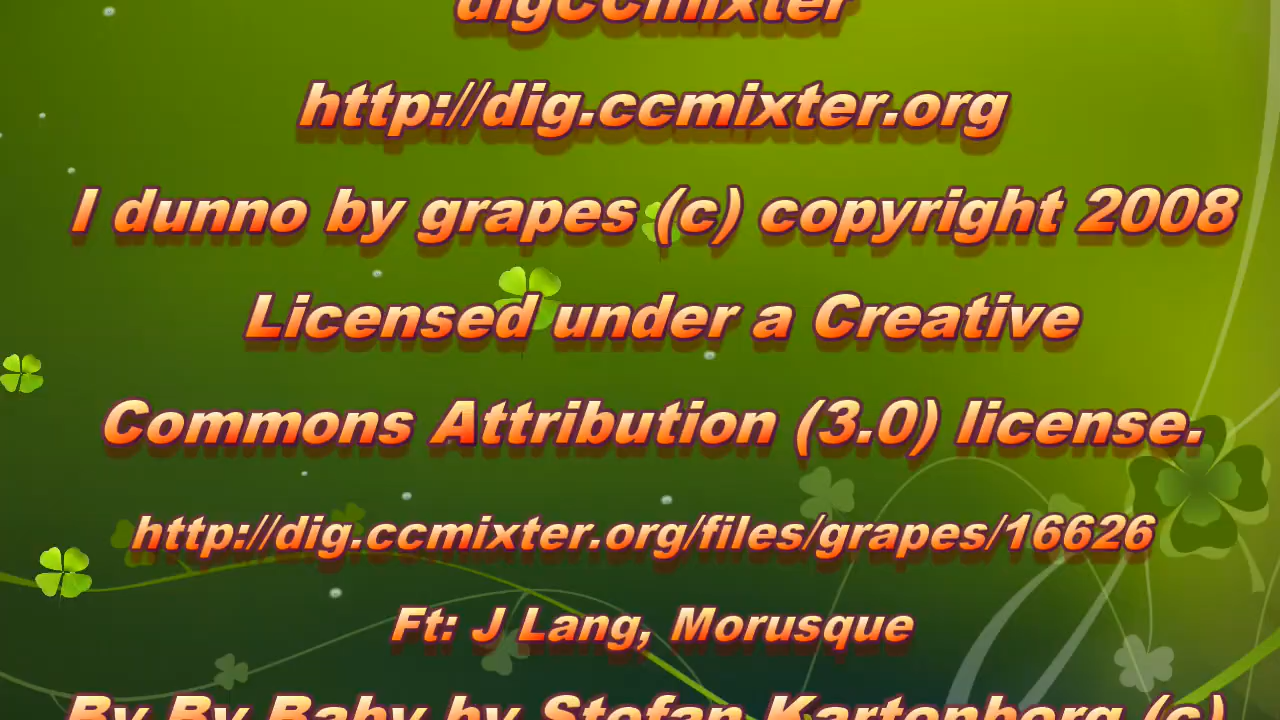 digCCmixter
http://dig.ccmixter.org
I dunno by grapes (c) copyright 2008
Licensed under a Creative
Commons Attribution (3.0) license.
http://dig.ccmixter.org/files/grapes/16626
Ft: J Lang, Morusque
By By Baby by Stefan Kartenberg (c)